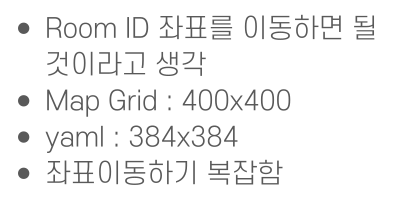 • Room ID 좌표를 이동하면 될
것이라고 생각
• Map Grid : 400x400
• yaml : 384x384
• 좌표이동하기 복잡함